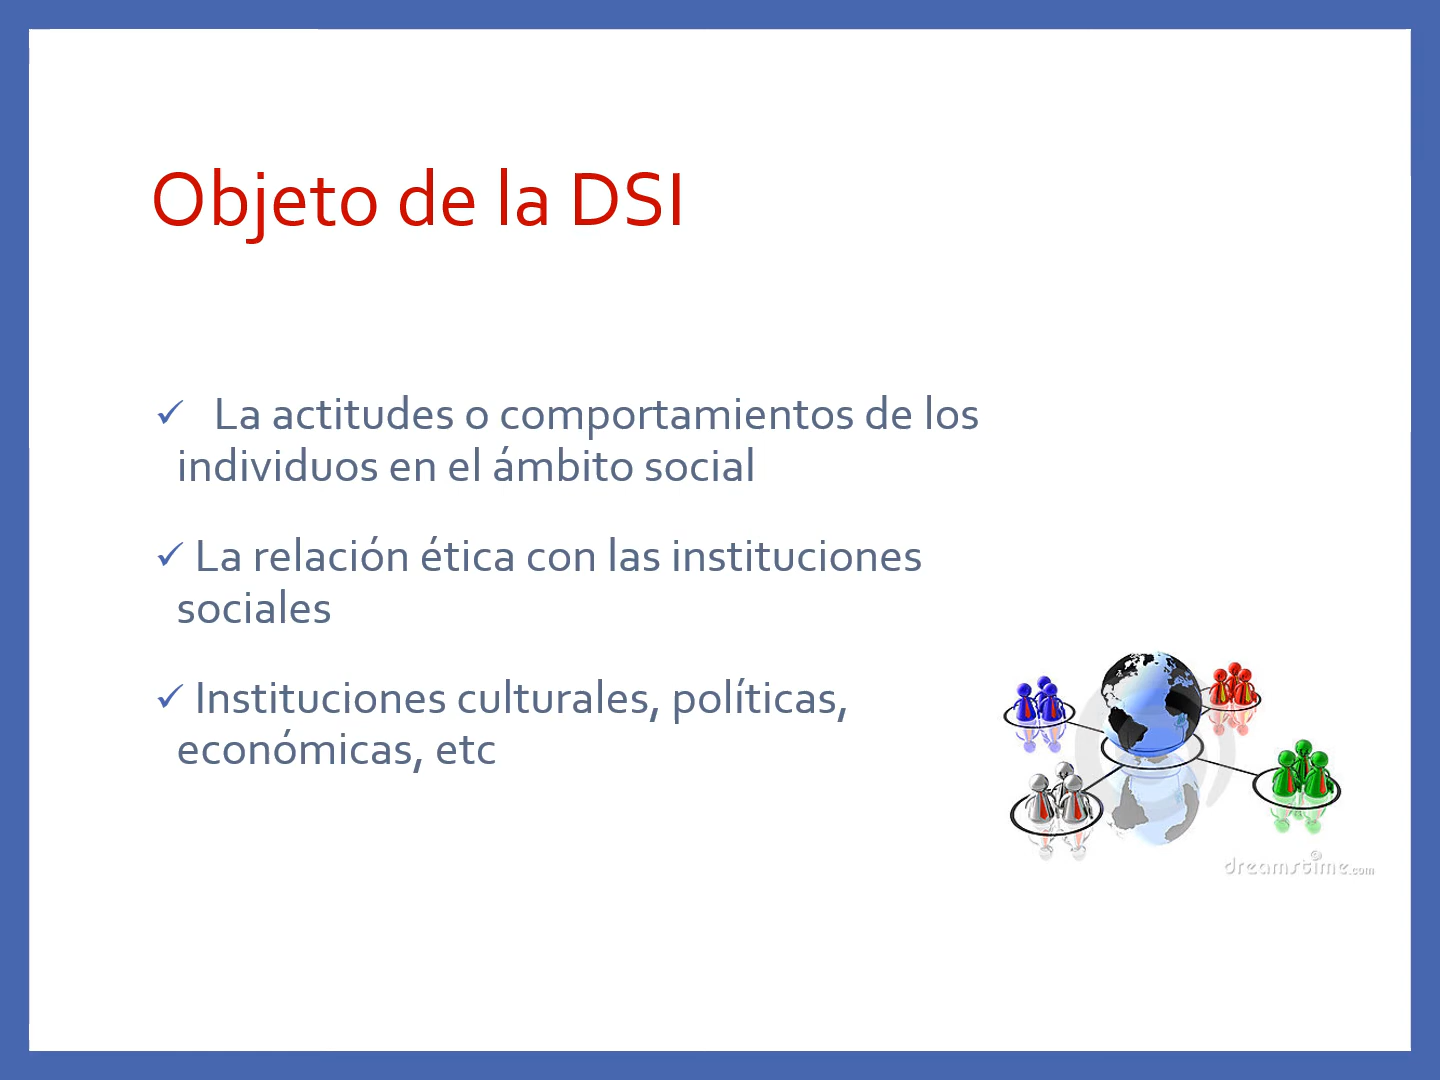 Objeto de la DSI
✓ La actitudes o comportamientos de los
individuos en el ámbito social
✓ La relación ética con las instituciones
sociales
✓ Instituciones culturales, políticas,
económicas, etc
dreamstime.com